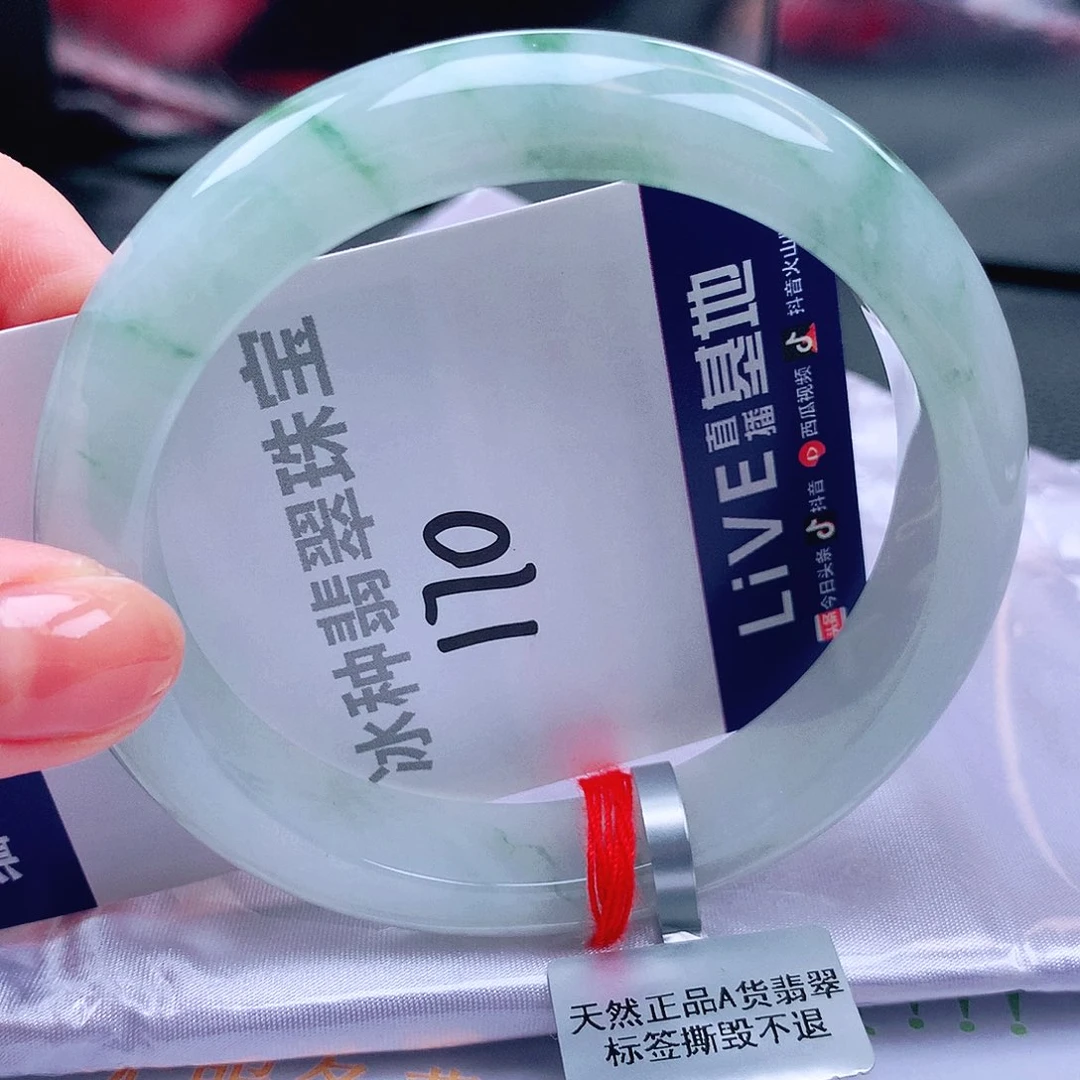 冰种翡翠珠宝
170
LiVE直播基地
头条 今日头条 抖音 西瓜视频 抖音火山
天然正品A货翡翠
标签撕毁不退